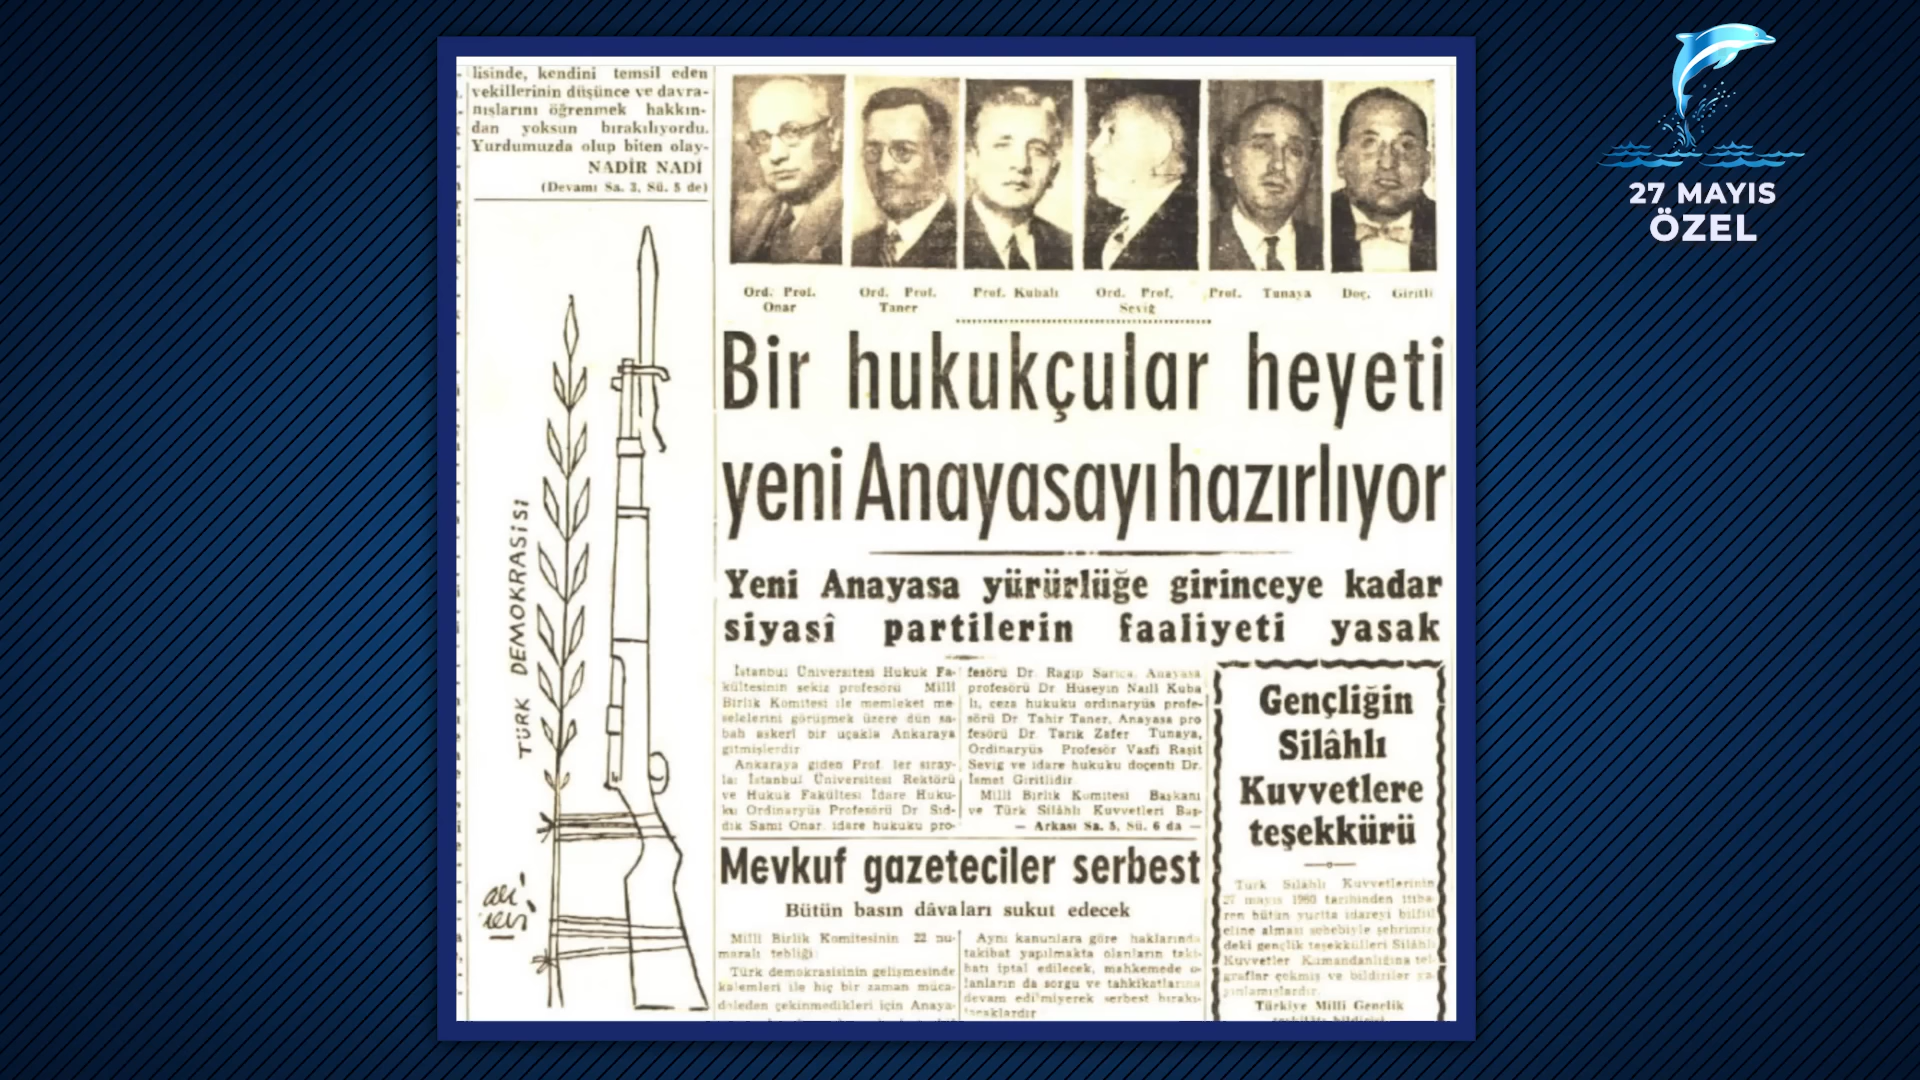 lisinde, kendini temsil eden
vekillerinin düşünce ve davra-
nışlarını öğrenmek hakkın-
dan yoksun bırakılıyordu.
Yurdumuzda olup biten olay-
NADİR NADİ
(Devamı Sa. 3, Sü. 5 de)
TÜRK DEMOKRASİSİ
ali
Ord. Prof. Onar
Ord. Prof. Taner
Prof. Kubalı
Ord. Prof. Seviğ
Prof. Tunaya
Doç. Giritli
Bir hukukçular heyeti
yeni Anayasayı hazırlıyor
Yeni Anayasa yürürlüğe girinceye kadar
siyasî partilerin faaliyeti yasak
İstanbul Üniversitesi Hukuk Fa-
kültesinin sekiz profesörü Millî
Birlik Komitesi ile memleket me
selelerini görüşmek üzere dün sa-
bah askerî bir uçakla Ankaraya
gitmişlerdir
Ankaraya giden Prof. ler sıray-
la: İstanbul Üniversitesi Rektörü
ve Hukuk Fakültesi İdare Huku-
ku Ordinaryüs Profesörü Dr Sıd-
dık Sami Onar, idare hukuku pro-
fesörü Dr. Ragıp Sarıca, Anayasa
profesörü Dr Hüseyin Naili Kuba
lı, ceza hukuku ordinaryüs profe-
sörü Dr. Tahir Taner, Anayasa pro
fesörü Dr. Tarık Zafer Tunaya,
Ordinaryüs Profesör Vasfi Raşit
Sevig ve idare hukuku doçenti Dr.
İsmet Giritlidir
Millî Birlik Komitesi Başkanı
ve Türk Silâhlı Kuvvetleri Baş-
— Arkası Sa. 5, Sü. 6 da —
Mevkuf gazeteciler serbest
Bütün basın dâvaları sukut edecek
Millî Birlik Komitesinin 22 nu-
maralı tebliği:
Türk demokrasisinin gelişmesinde
kalemleri ile hiç bir zaman müca-
deleden çekinmedikleri için Anaya-
Aynı kanunlara göre haklarında
takibat yapılmakta olanların taki-
batı iptal edilecek, mahkemede o-
lanların da sorgu ve tahkikatlarına
devam edilmiyerek serbest bırakı-
lacaklardır
Gençliğin
Silâhlı
Kuvvetlere
teşekkürü
Türk Silâhlı Kuvvetlerinin
27 mayıs 1960 tarihinden itiba-
ren bütün yurtta idareyi bilfiil
eline alması sebebiyle şehrimiz-
deki gençlik teşekkülleri Silâhlı
Kuvvetler Kumandanlığına tel-
graflar çekmiş ve bildiriler ya-
yınlamışlardır.
Türkiye Millî Gençlik
27 MAYIS
ÖZEL